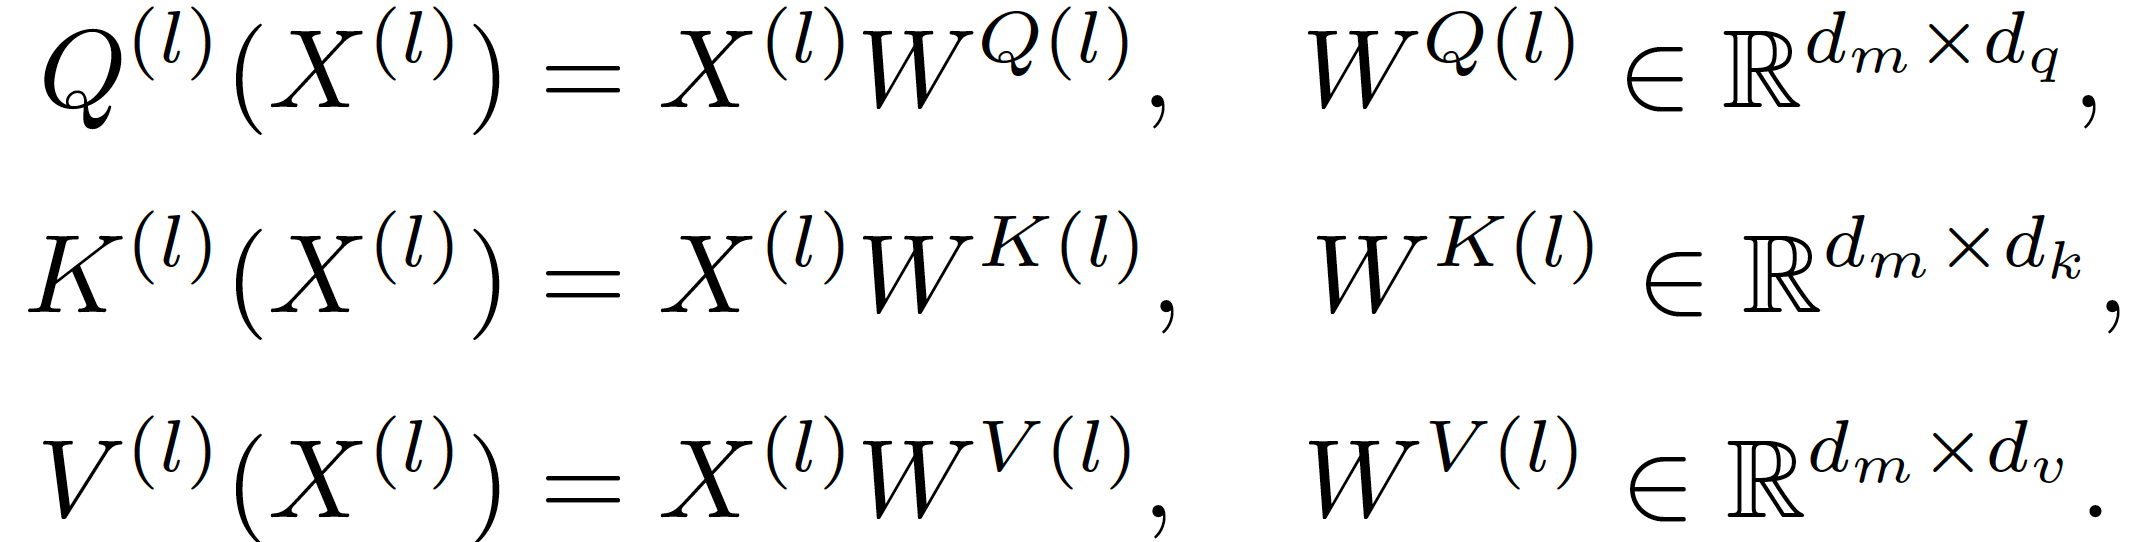 Q^{(l)}(X^{(l)}) = X^{(l)}W^{Q(l)}, W^{Q(l)} ∈ ℝ^{d_m×d_q},
K^{(l)}(X^{(l)}) = X^{(l)}W^{K(l)}, W^{K(l)} ∈ ℝ^{d_m×d_k},
V^{(l)}(X^{(l)}) = X^{(l)}W^{V(l)}, W^{V(l)} ∈ ℝ^{d_m×d_v}.